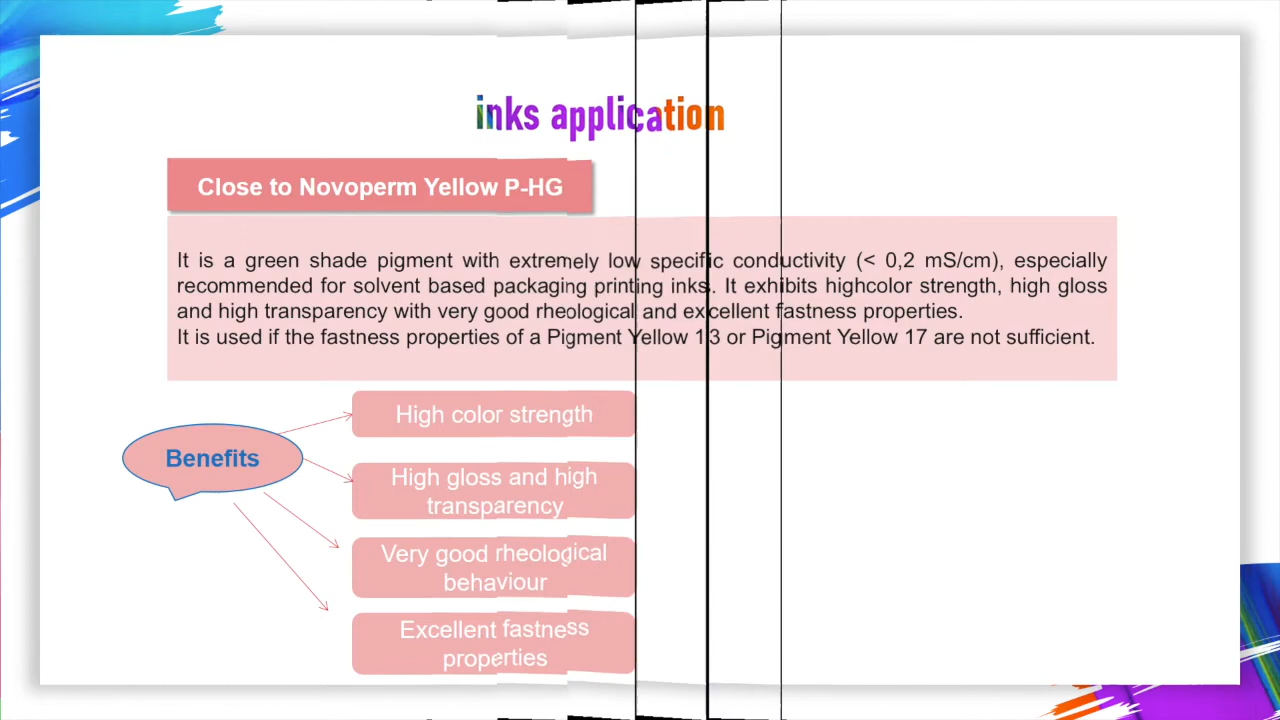 inks application
Close to Novoperm Yellow P-HG
It is a green shade pigment with extremely low specific conductivity (< 0,2 mS/cm), especially
recommended for solvent based packaging printing inks. It exhibits highcolor strength, high gloss
and high transparency with very good rheological and excellent fastness properties.
It is used if the fastness properties of a Pigment Yellow 13 or Pigment Yellow 17 are not sufficient.
High color strength
Benefits
High gloss and high
transparency
Very good rheological
behaviour
Excellent fastness
properties